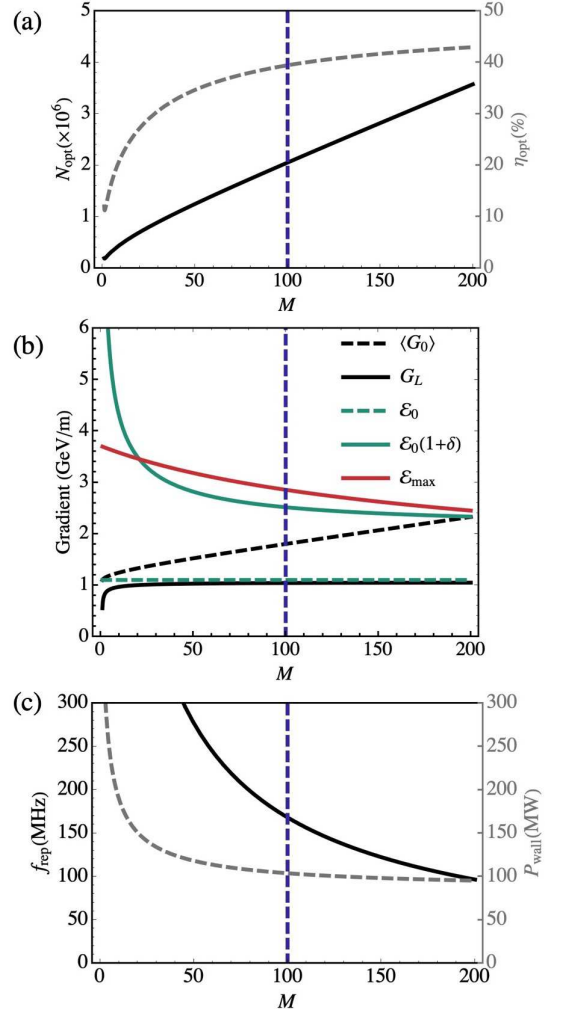 (a)
5
4
3
2
1
0
N_opt(×10^6)
50
40
30
20
10
0
η_opt(%)
0 50 100 150 200
M
(b)
6
5
4
3
2
1
0
Gradient (GeV/m)
⟨G_0⟩
G_L
ℰ_0
ℰ_0(1+δ)
ℰ_max
0 50 100 150 200
M
(c)
300
250
200
150
100
50
0
f_rep(MHz)
300
250
200
150
100
50
0
P_wall(MW)
0 50 100 150 200
M